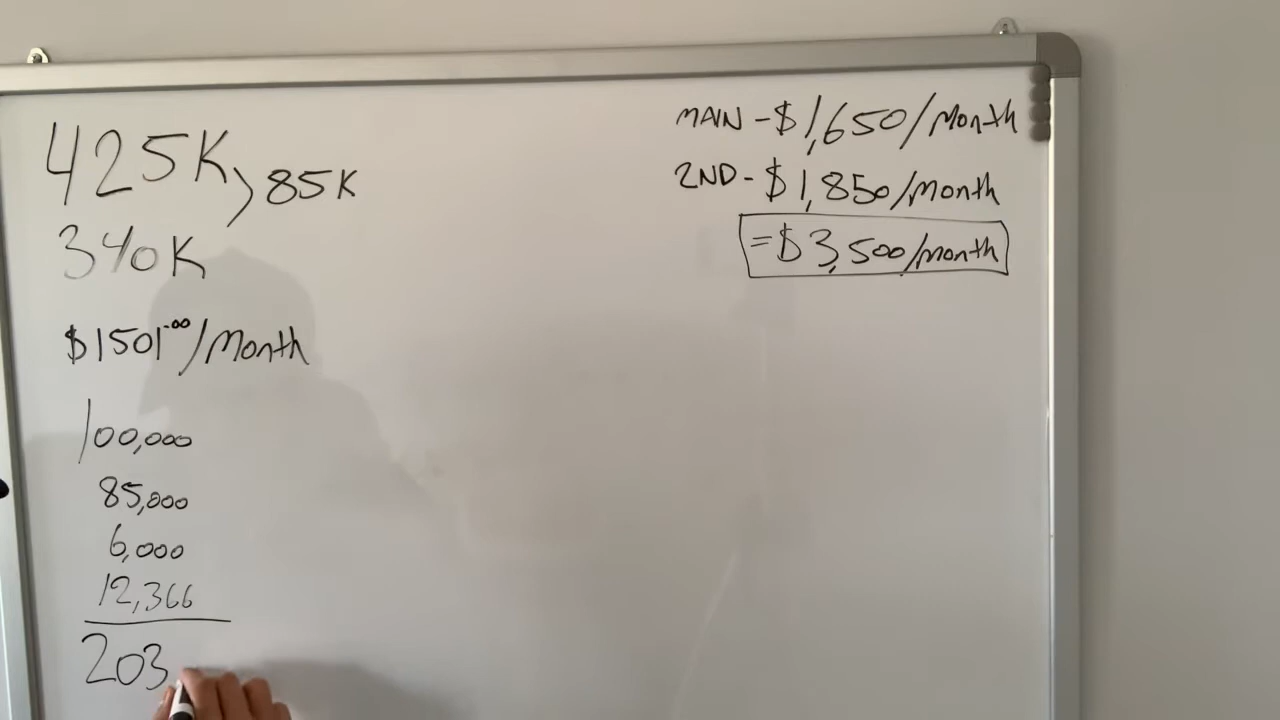 425K
85K
340K
$1501.00/Month
100,000
85,000
6,000
12,366
203
MAIN - $1,650/Month
2ND - $1,850/month
= $3,500/month